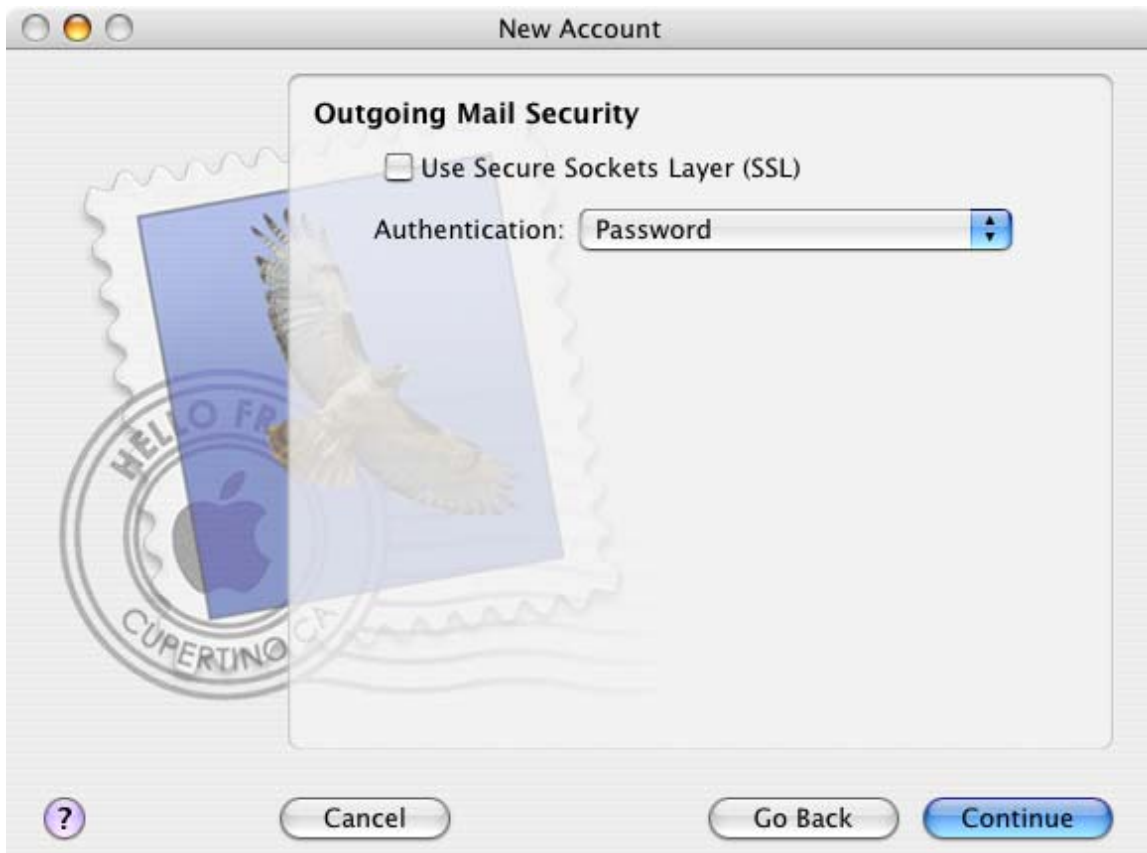 New Account
Outgoing Mail Security
Use Secure Sockets Layer (SSL)
Authentication: Password
HELLO FR
CUPERTINO CA
?
Cancel
Go Back
Continue